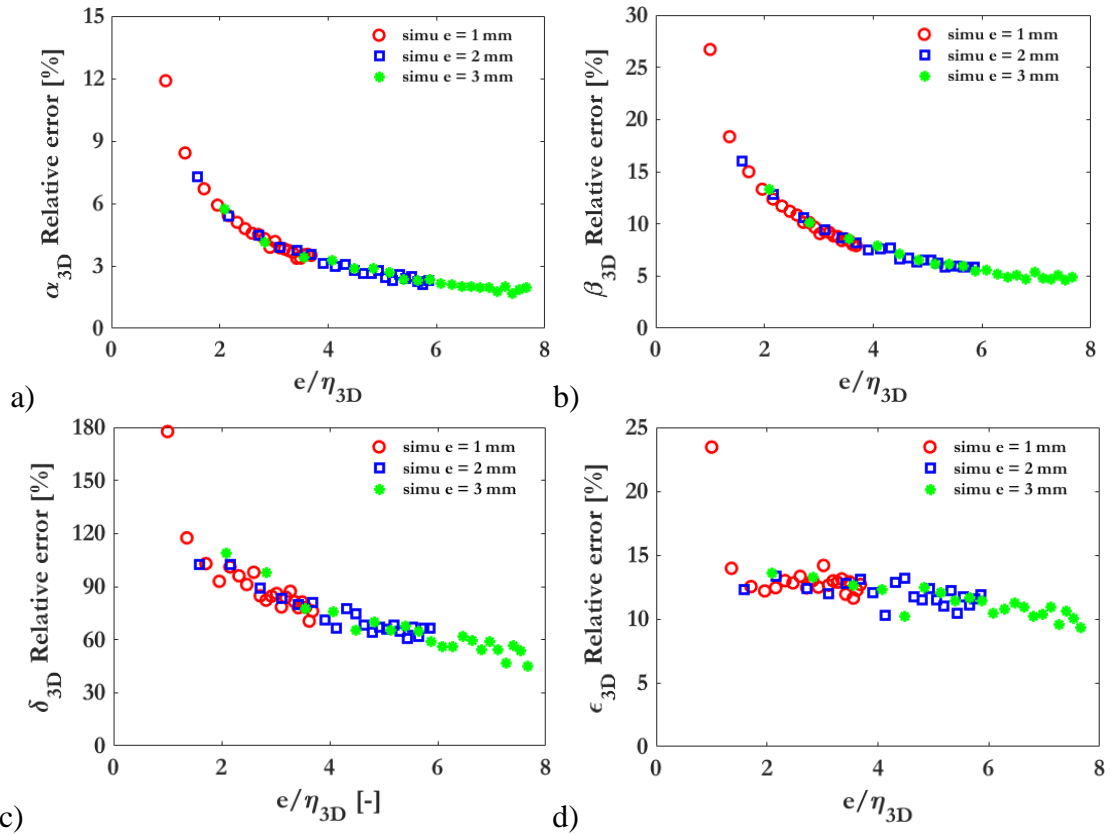 α3D Relative error [%]
15
12
9
6
3
0
simu e = 1 mm
simu e = 2 mm
simu e = 3 mm
0 2 4 6 8
e/η3D
a)
β3D Relative error [%]
30
25
20
15
10
5
0
simu e = 1 mm
simu e = 2 mm
simu e = 3 mm
0 2 4 6 8
e/η3D
b)
δ3D Relative error [%]
180
150
120
90
60
30
0
simu e = 1 mm
simu e = 2 mm
simu e = 3 mm
0 2 4 6 8
e/η3D [-]
c)
ϵ3D Relative error [%]
25
20
15
10
5
0
simu e = 1 mm
simu e = 2 mm
simu e = 3 mm
0 2 4 6 8
e/η3D
d)